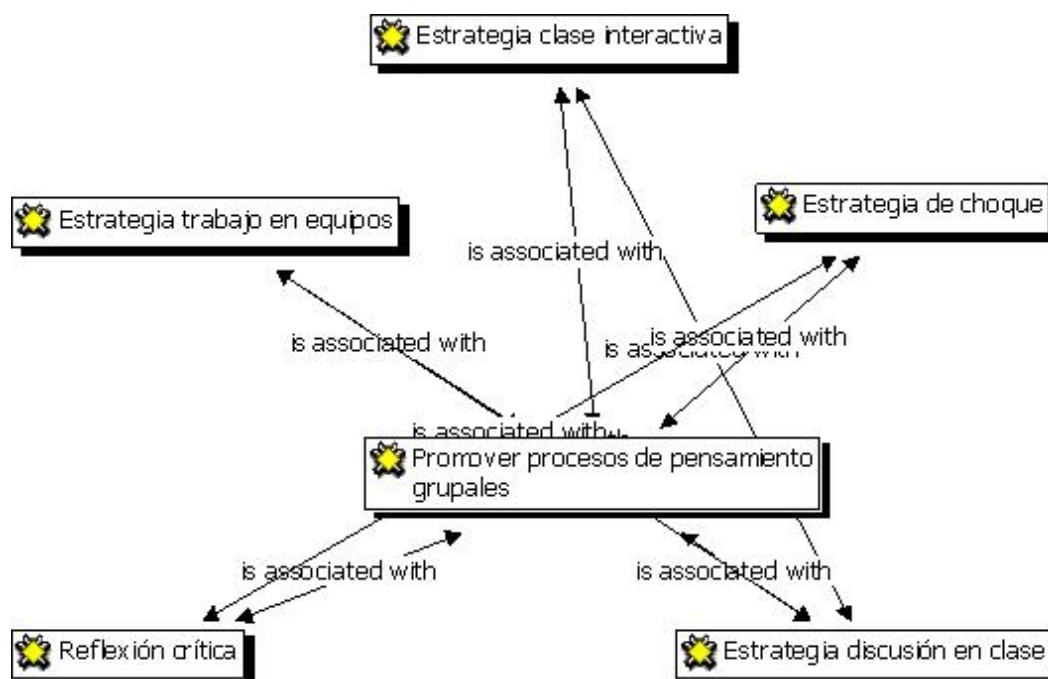 Estrategia clase interactiva
Estrategia de choque
Estrategia trabajo en equipos
is associated with
is associated with
is associated with
is associated with
is associated with
Promover procesos de pensamiento
grupales
is associated with
is associated with
Reflexión crítica
Estrategia discusión en clase